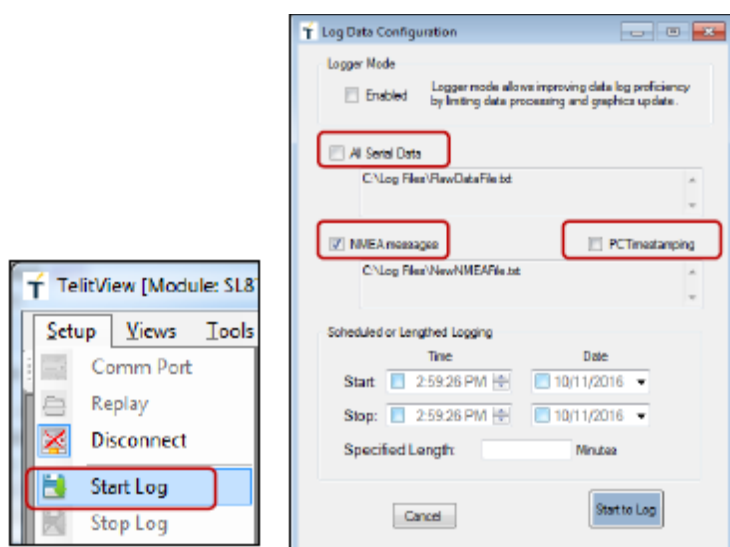 TelitView [Module: SL8
Setup Views Tools
Comm Port
Replay
Disconnect
Start Log
Stop Log
Log Data Configuration
Logger Mode
Enabled
Logger mode allows improving data log proficiency
by limiting data processing and graphics update.
All Serial Data
C:\Log Files\RawDataFile.txt
NMEA messages
PC Timestamping
C:\Log Files\NewNMEAFile.txt
Scheduled or Lengthed Logging
Time Date
Start 2:59:26 PM 10/11/2016
Stop: 2:59:26 PM 10/11/2016
Specified Length: Minutes
Cancel
Start to Log